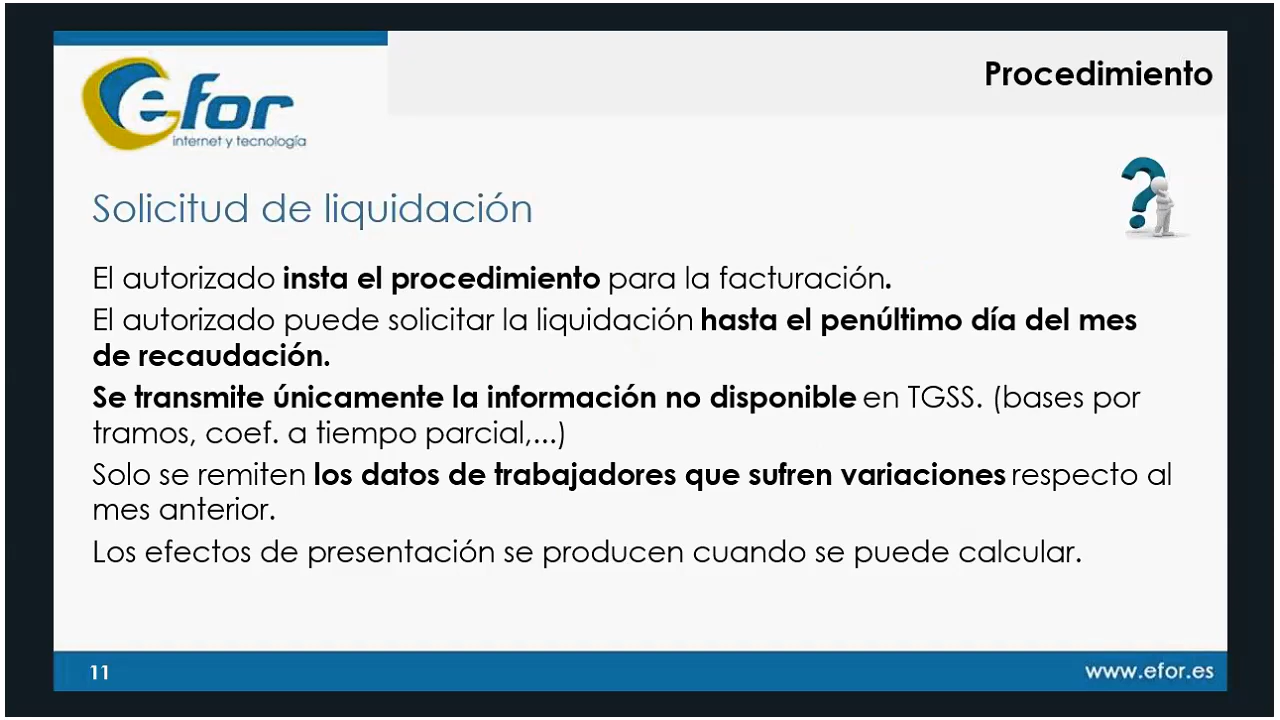 Procedimiento
efor
internet y tecnología
Solicitud de liquidación
El autorizado insta el procedimiento para la facturación.
El autorizado puede solicitar la liquidación hasta el penúltimo día del mes
de recaudación.
Se transmite únicamente la información no disponible en TGSS. (bases por
tramos, coef. a tiempo parcial,...)
Solo se remiten los datos de trabajadores que sufren variaciones respecto al
mes anterior.
Los efectos de presentación se producen cuando se puede calcular.
11
www.efor.es